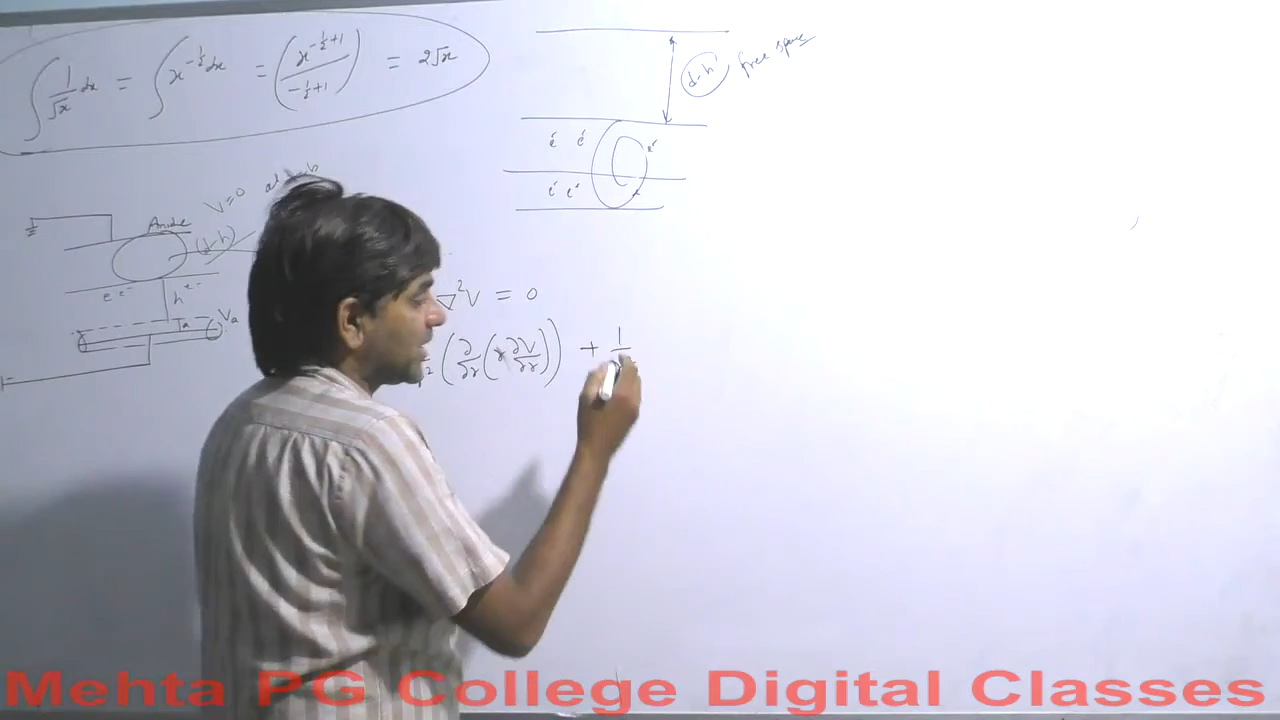 ∫ 1/√x dx = ∫ x^{-1/2} dx = (x^{-1/2+1} / -1/2+1) = 2√x
d-h' free space
e' e' e'
e' e'
V=0 at
Anode
(d-h)
e e- h e-
Va
∇²V = 0
(∂/∂r (r ∂V/∂r)) + 1
Mehta PG College Digital Classes